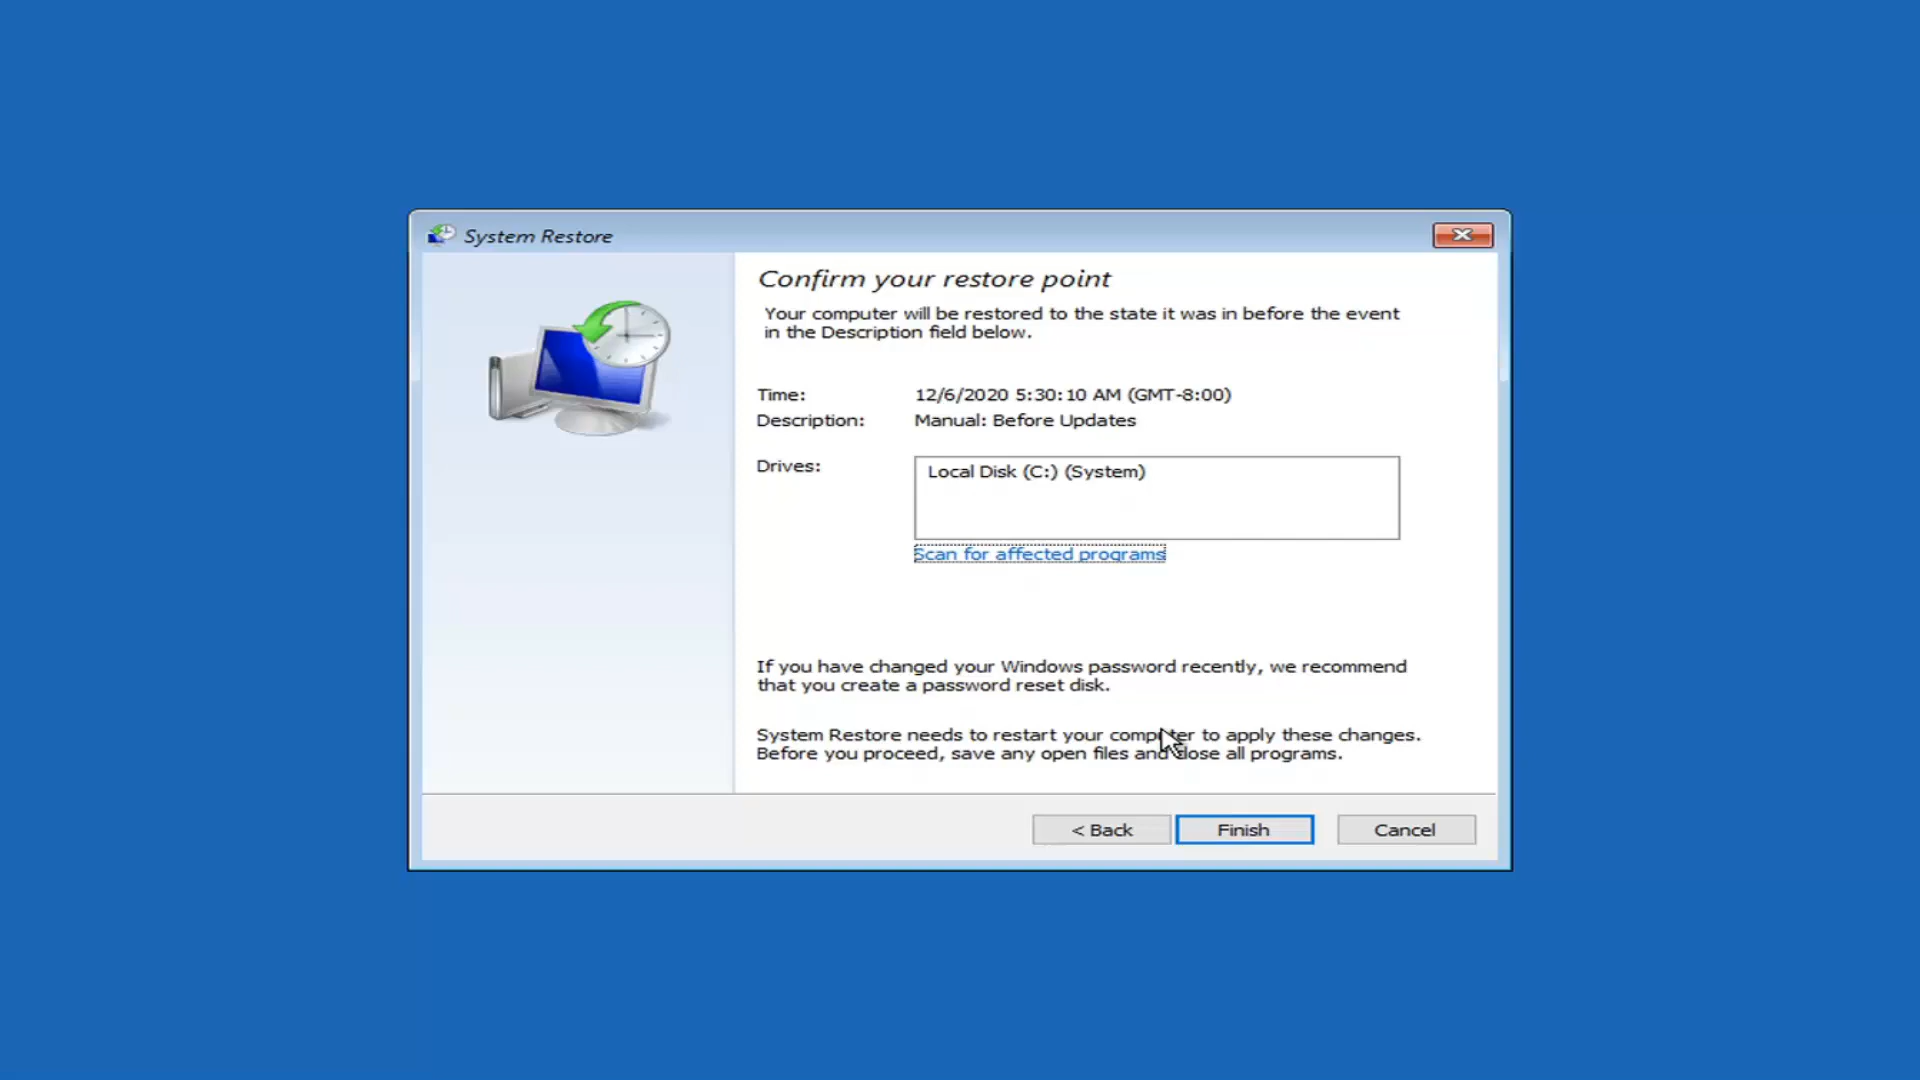 System Restore
Confirm your restore point
Your computer will be restored to the state it was in before the event
in the Description field below.
Time: 12/6/2020 5:30:10 AM (GMT-8:00)
Description: Manual: Before Updates
Drives: Local Disk (C:) (System)
Scan for affected programs
If you have changed your Windows password recently, we recommend
that you create a password reset disk.
System Restore needs to restart your computer to apply these changes.
Before you proceed, save any open files and close all programs.
< Back Finish Cancel